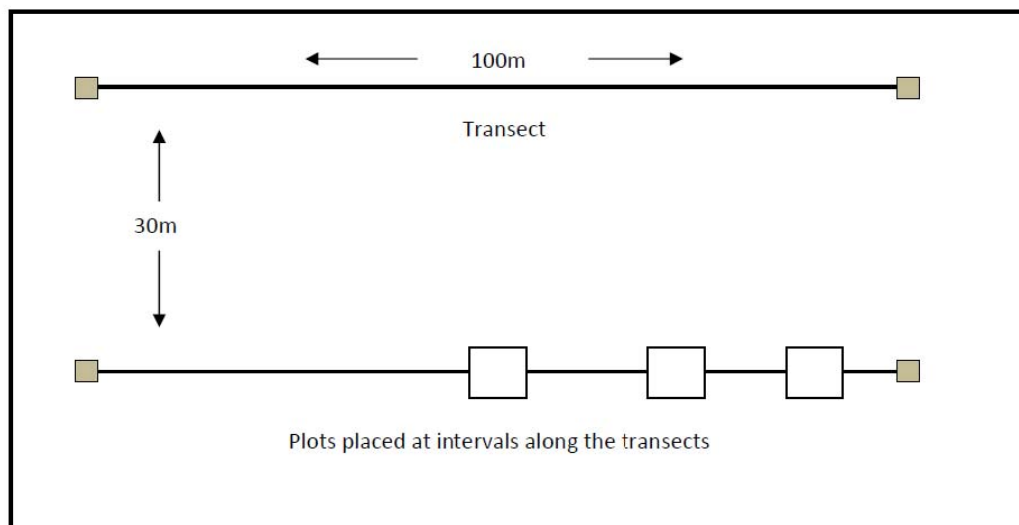 100m
Transect
30m
Plots placed at intervals along the transects